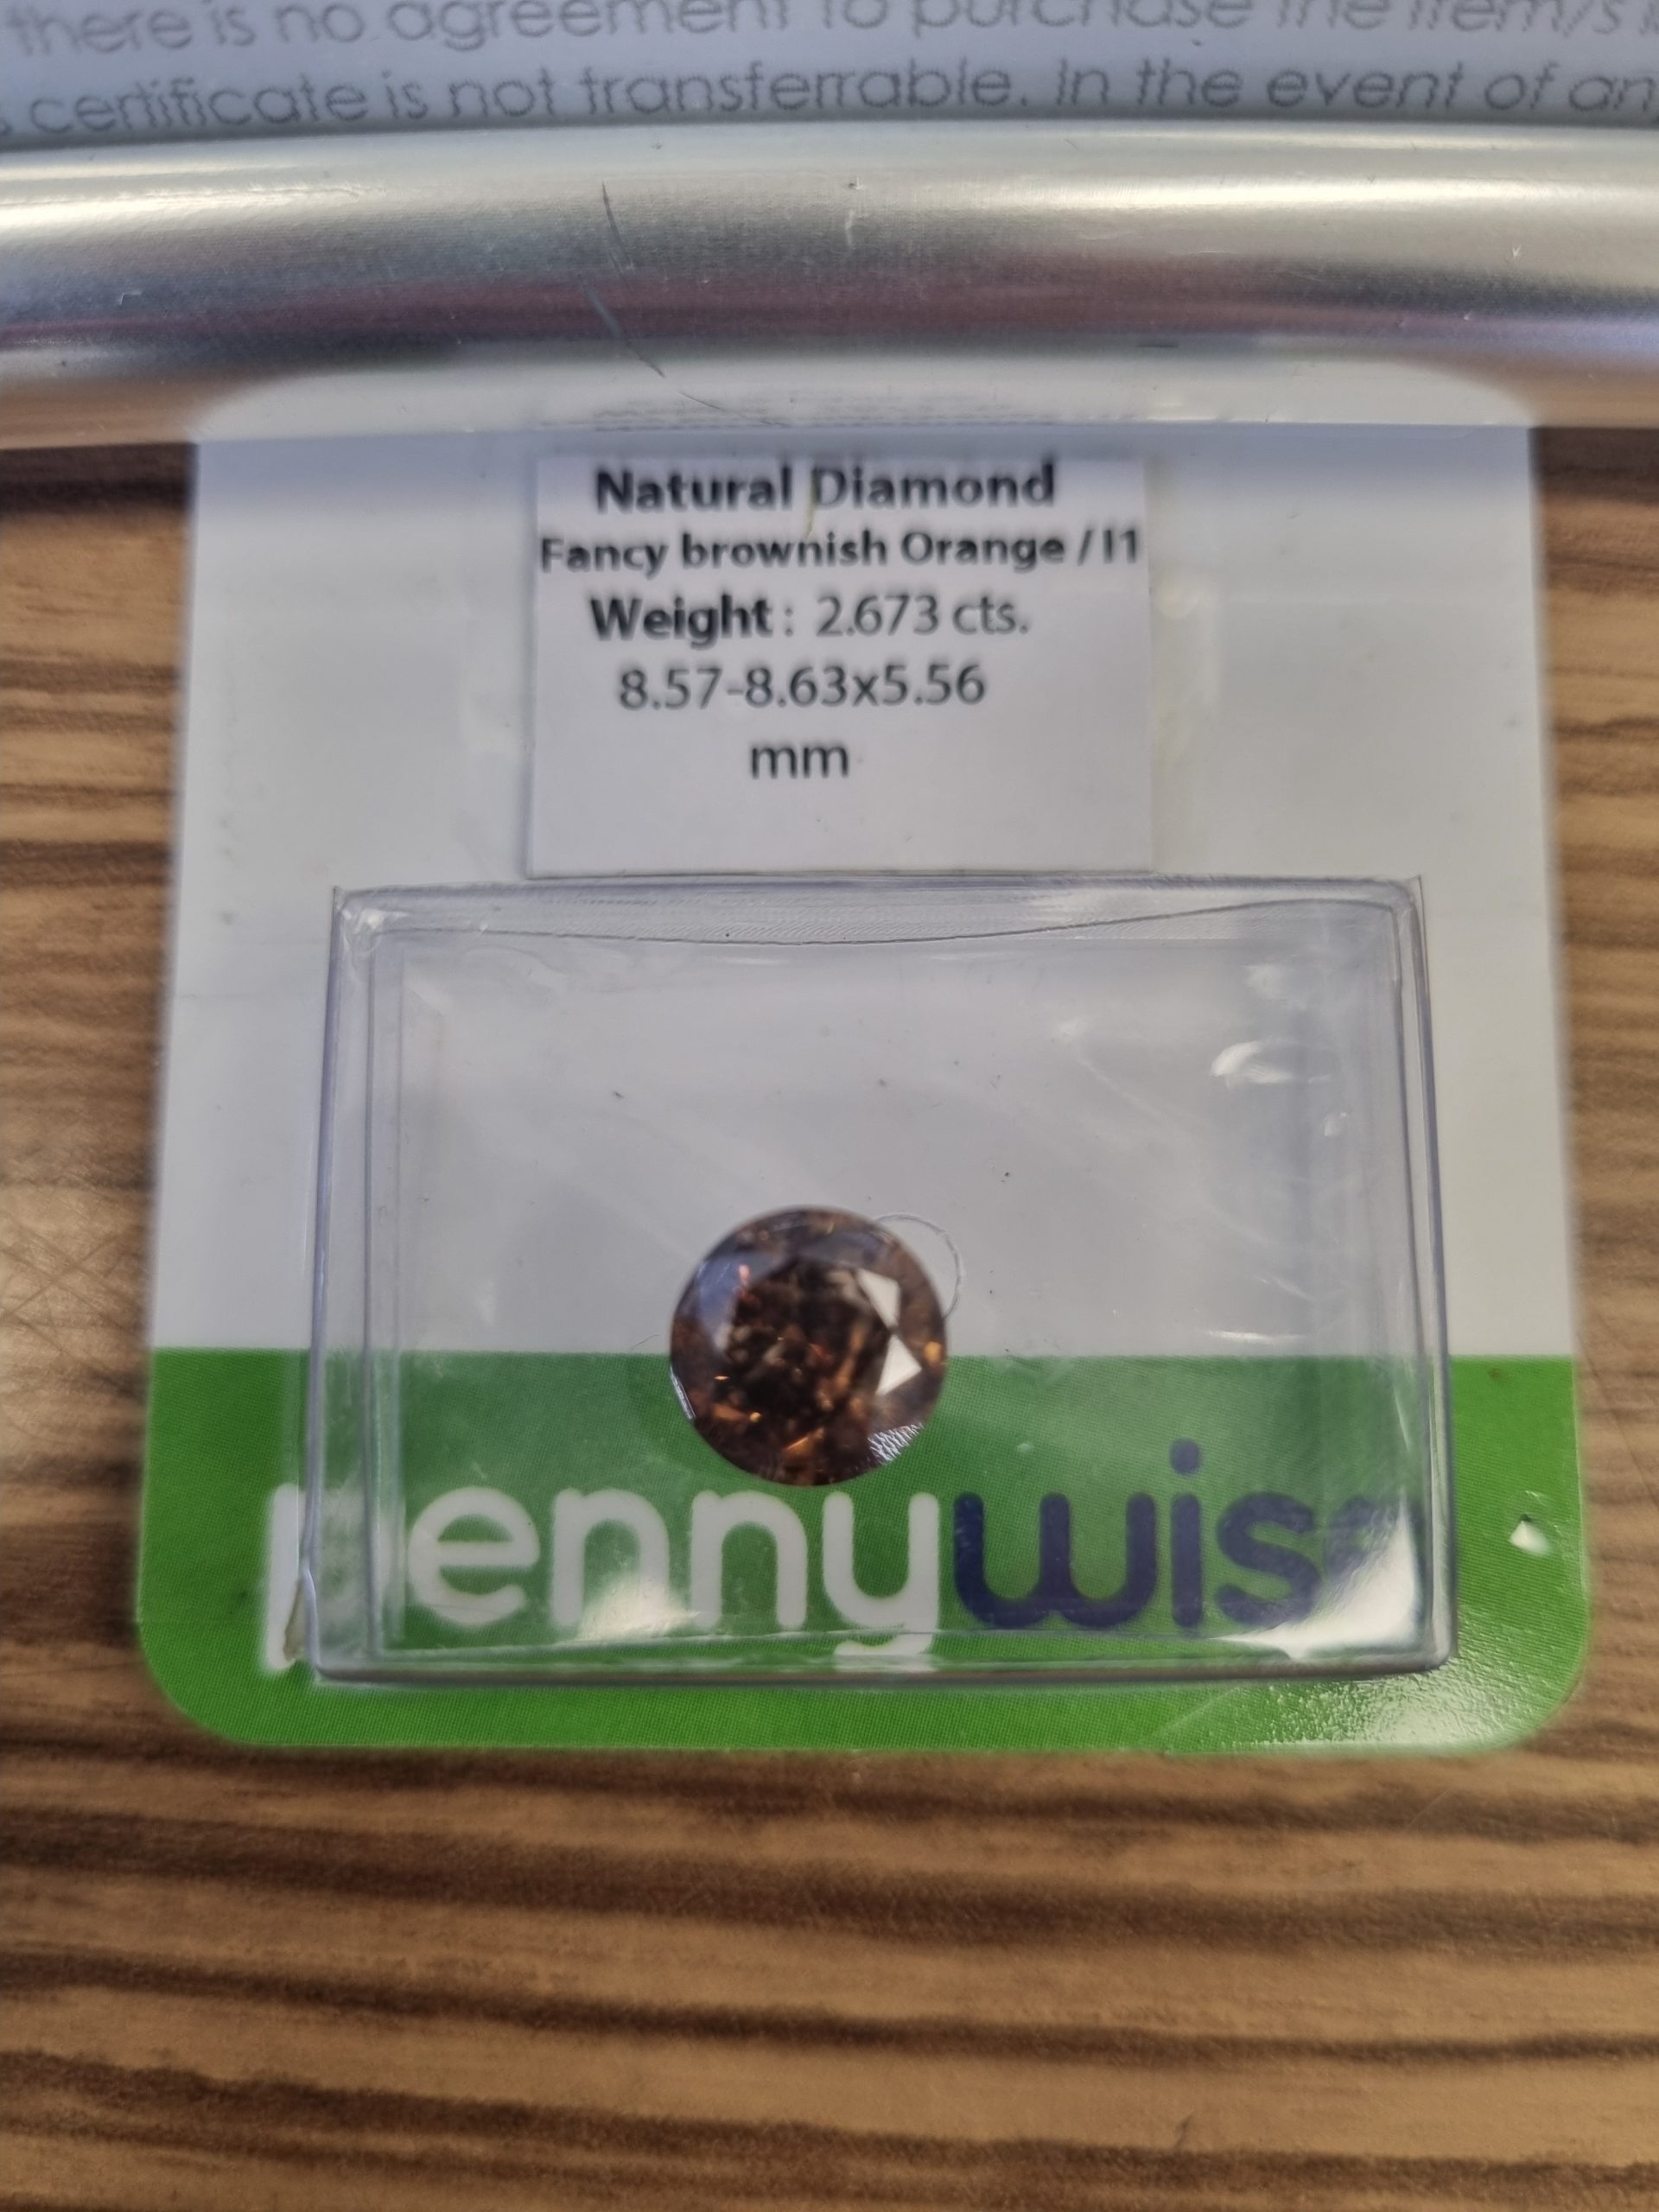 there is no agreement to purchase the item/s
certificate is not transferrable. In the event of an
Natural Diamond
Fancy brownish Orange / I1
Weight : 2.673 cts.
8.57-8.63x5.56
mm
pennywise